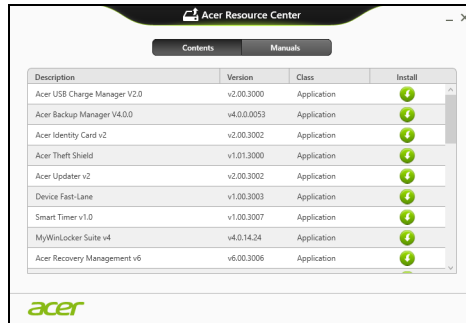 Acer Resource Center
Contents Manuals
Description Version Class Install
Acer USB Charge Manager V2.0 v2.00.3000 Application
Acer Backup Manager V4.0.0 v4.0.0.0053 Application
Acer Identity Card v2 v2.00.3002 Application
Acer Theft Shield v1.01.3000 Application
Acer Updater v2 v2.00.3002 Application
Device Fast-Lane v1.00.3003 Application
Smart Timer v1.0 v1.00.3007 Application
MyWinLocker Suite v4 v4.0.14.24 Application
Acer Recovery Management v6 v6.00.3006 Application
acer